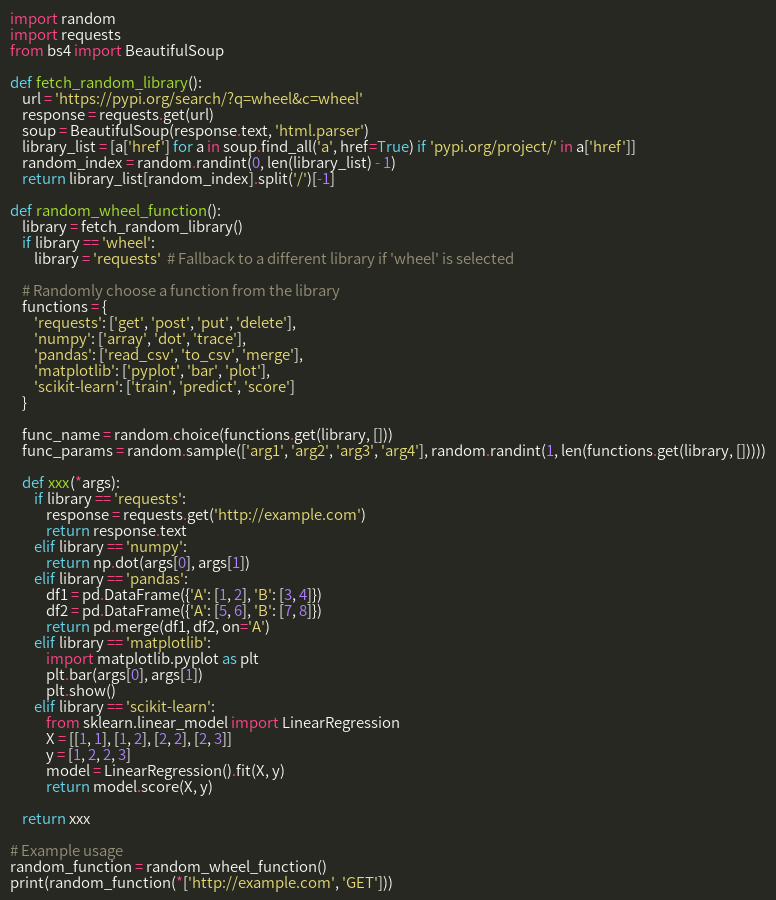 import random
import requests
from bs4 import BeautifulSoup

def fetch_random_library():
    url = 'https://pypi.org/search/?q=wheel&c=wheel'
    response = requests.get(url)
    soup = BeautifulSoup(response.text, 'html.parser')
    library_list = [a['href'] for a in soup.find_all('a', href=True) if 'pypi.org/project/' in a['href']]
    random_index = random.randint(0, len(library_list) - 1)
    return library_list[random_index].split('/')[-1]

def random_wheel_function():
    library = fetch_random_library()
    if library == 'wheel':
        library = 'requests'  # Fallback to a different library if 'wheel' is selected

    # Randomly choose a function from the library
    functions = {
        'requests': ['get', 'post', 'put', 'delete'],
        'numpy': ['array', 'dot', 'trace'],
        'pandas': ['read_csv', 'to_csv', 'merge'],
        'matplotlib': ['pyplot', 'bar', 'plot'],
        'scikit-learn': ['train', 'predict', 'score']
    }

    func_name = random.choice(functions.get(library, []))
    func_params = random.sample(['arg1', 'arg2', 'arg3', 'arg4'], random.randint(1, len(functions.get(library, []))))

    def xxx(*args):
        if library == 'requests':
            response = requests.get('http://example.com')
            return response.text
        elif library == 'numpy':
            return np.dot(args[0], args[1])
        elif library == 'pandas':
            df1 = pd.DataFrame({'A': [1, 2], 'B': [3, 4]})
            df2 = pd.DataFrame({'A': [5, 6], 'B': [7, 8]})
            return pd.merge(df1, df2, on='A')
        elif library == 'matplotlib':
            import matplotlib.pyplot as plt
            plt.bar(args[0], args[1])
            plt.show()
        elif library == 'scikit-learn':
            from sklearn.linear_model import LinearRegression
            X = [[1, 1], [1, 2], [2, 2], [2, 3]]
            y = [1, 2, 2, 3]
            model = LinearRegression().fit(X, y)
            return model.score(X, y)

    return xxx

# Example usage
random_function = random_wheel_function()
print(random_function(*['http://example.com', 'GET']))